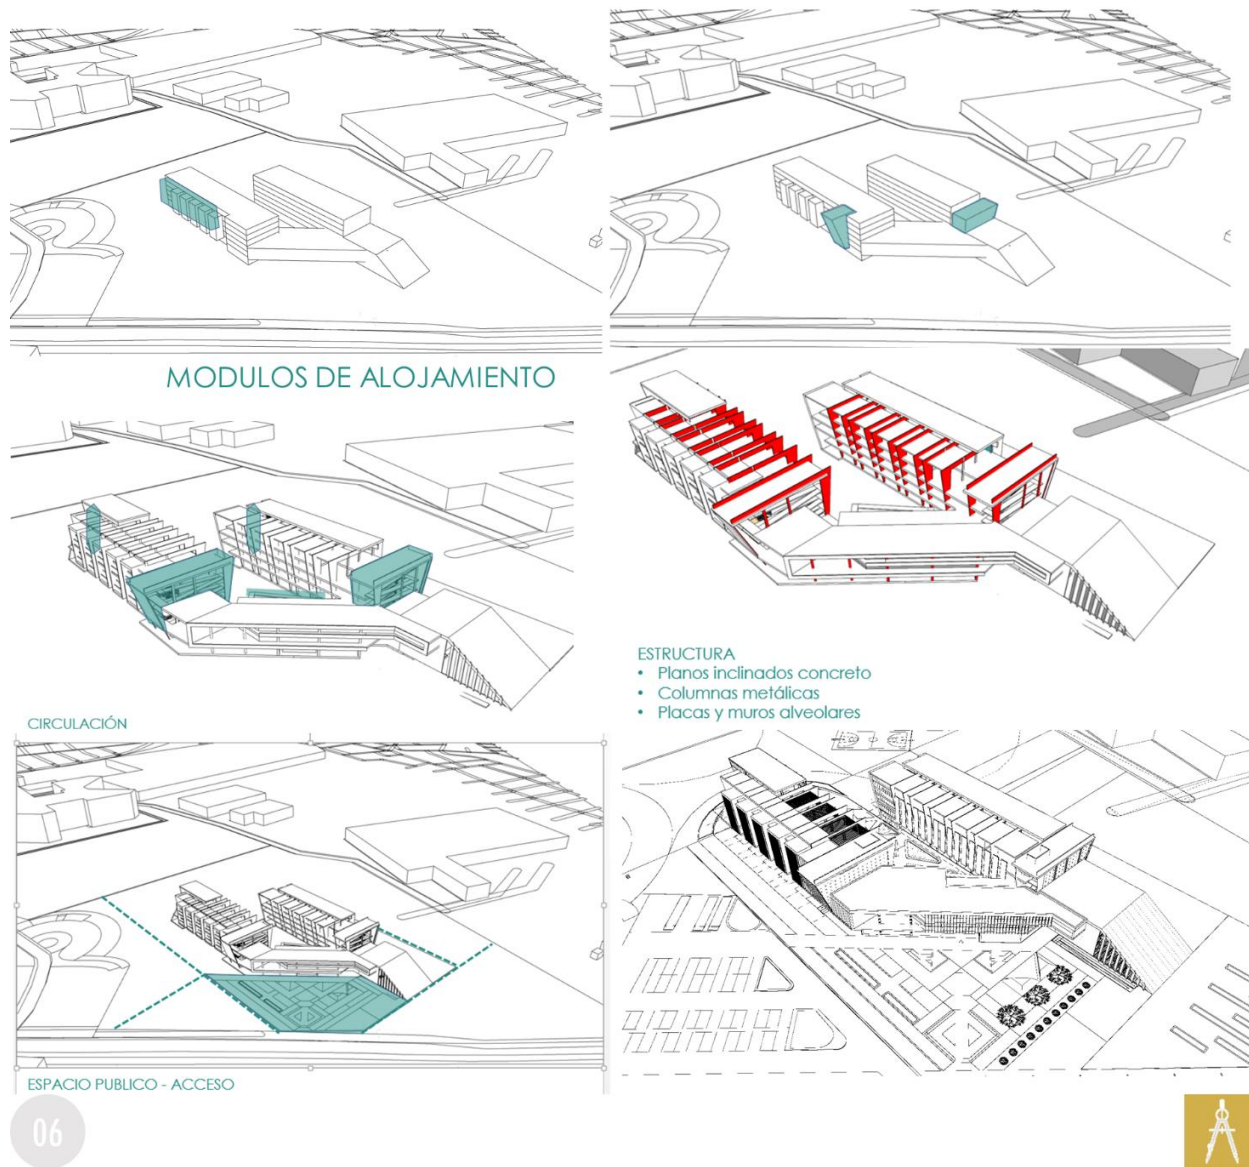 MODULOS DE ALOJAMIENTO
ESTRUCTURA
• Planos inclinados concreto
• Columnas metálicas
• Placas y muros alveolares
CIRCULACIÓN
ESPACIO PUBLICO - ACCESO
06